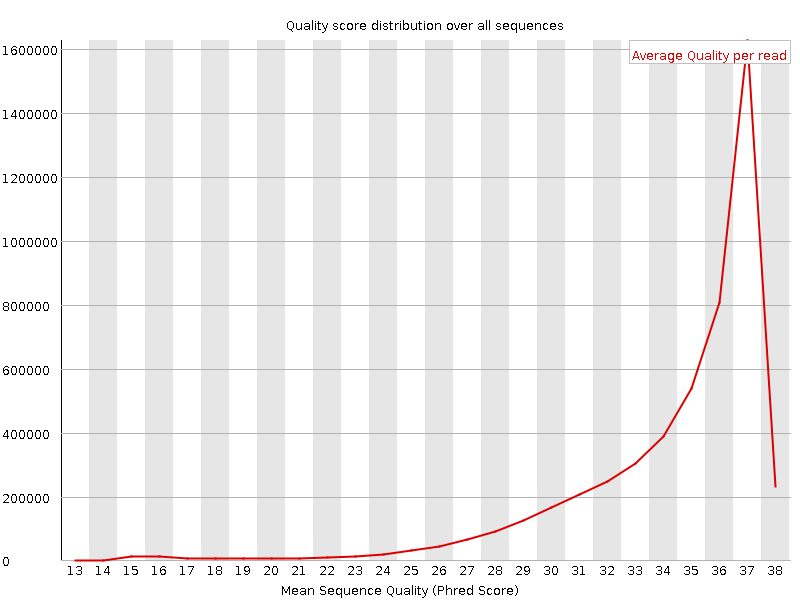 Quality score distribution over all sequences
Average Quality per read
1600000
1400000
1200000
1000000
800000
600000
400000
200000
0
13 14 15 16 17 18 19 20 21 22 23 24 25 26 27 28 29 30 31 32 33 34 35 36 37 38
Mean Sequence Quality (Phred Score)